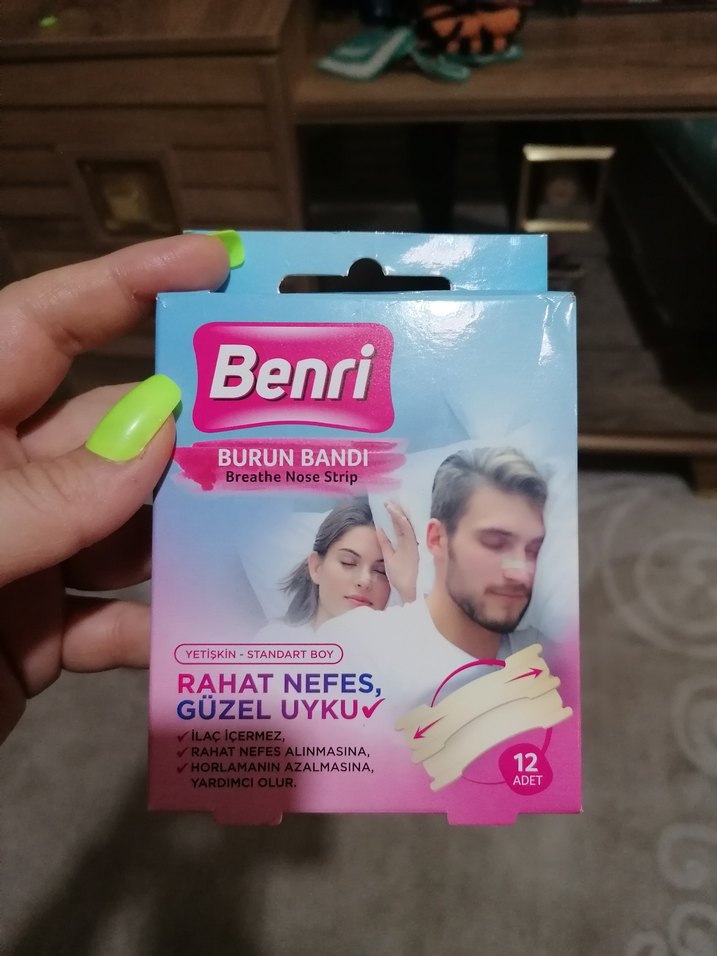 Benri
BURUN BANDI
Breathe Nose Strip
YETİŞKİN - STANDART BOY
RAHAT NEFES,
GÜZEL UYKU✓
✓İLAÇ İÇERMEZ,
✓RAHAT NEFES ALINMASINA,
✓HORLAMANIN AZALMASINA,
YARDIMCI OLUR.
12
ADET